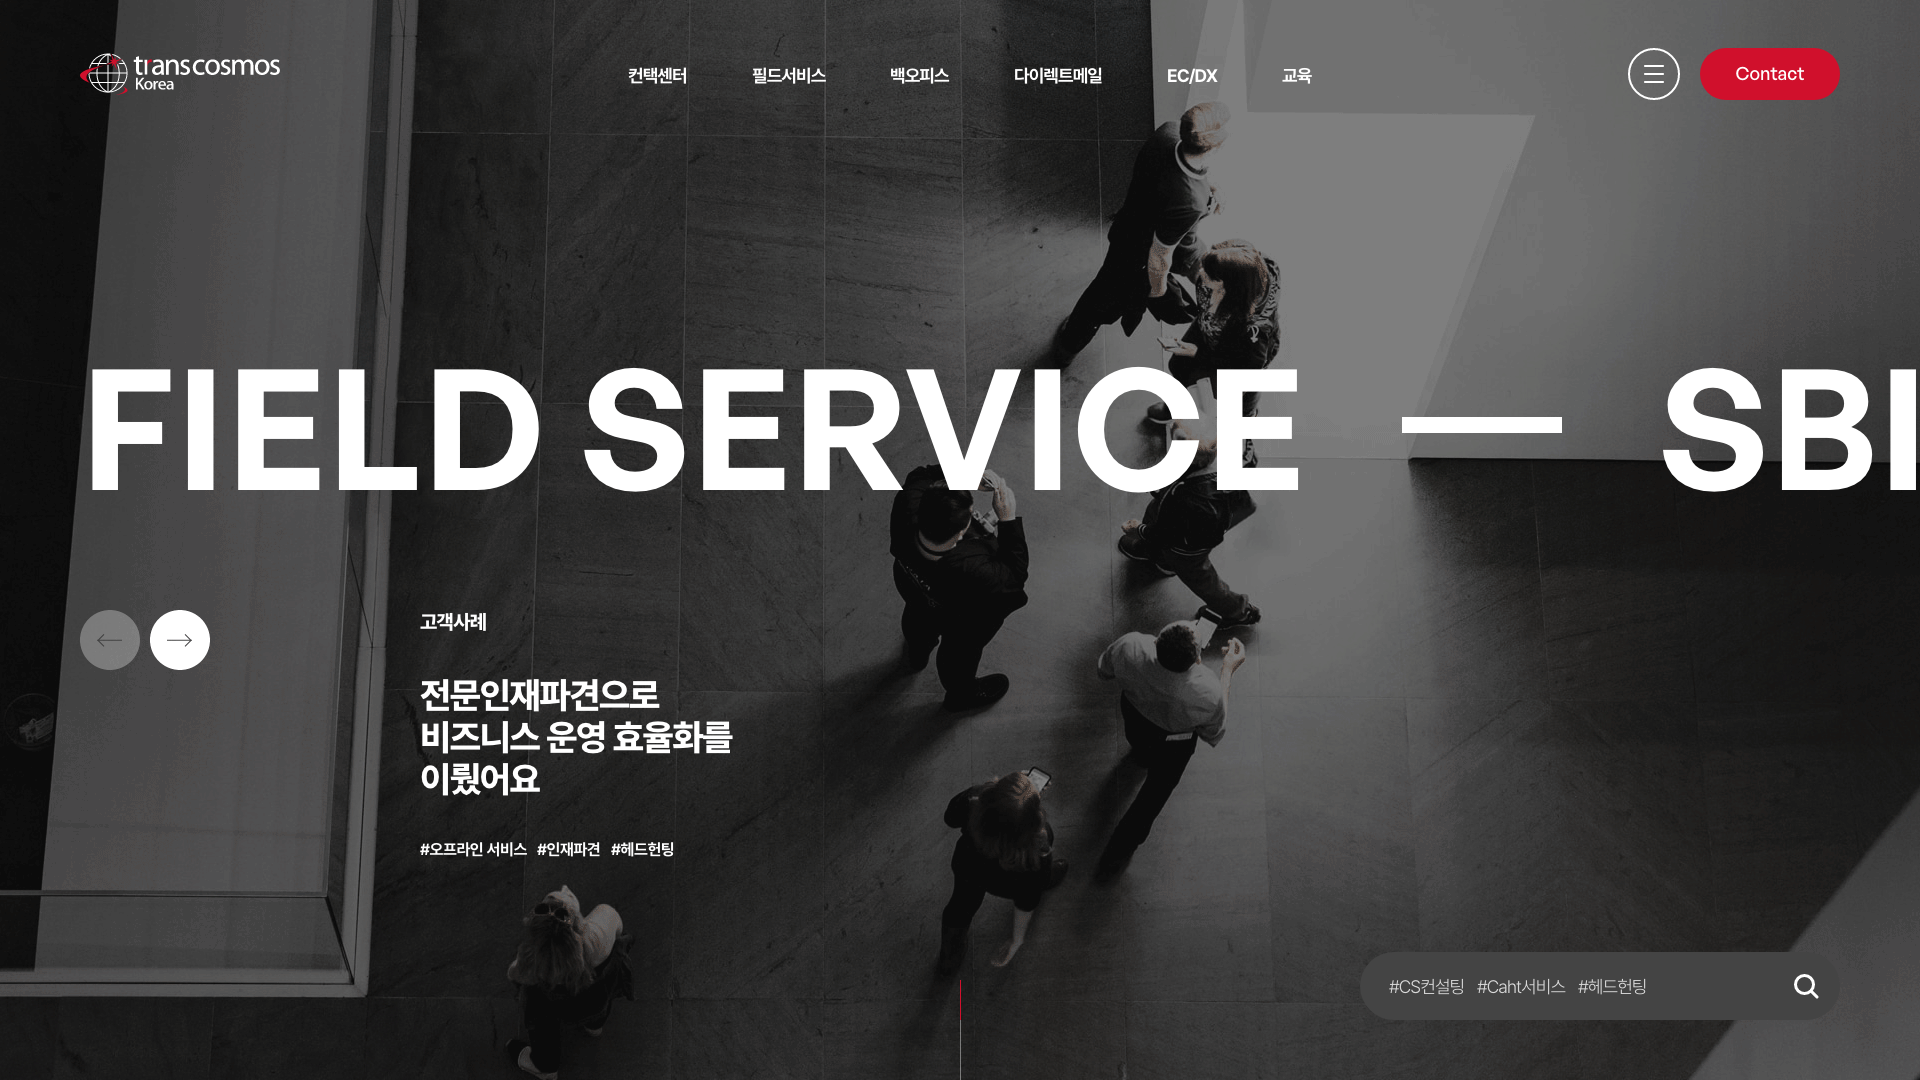 transcosmos
Korea
컨택센터
필드서비스
백오피스
다이렉트메일
EC/DX
교육
Contact
FIELD SERVICE — SBI
고객사례
전문인재파견으로
비즈니스 운영 효율화를
이뤘어요
#오프라인 서비스 #인재파견 #헤드헌팅
#CS컨설팅 #Caht서비스 #헤드헌팅